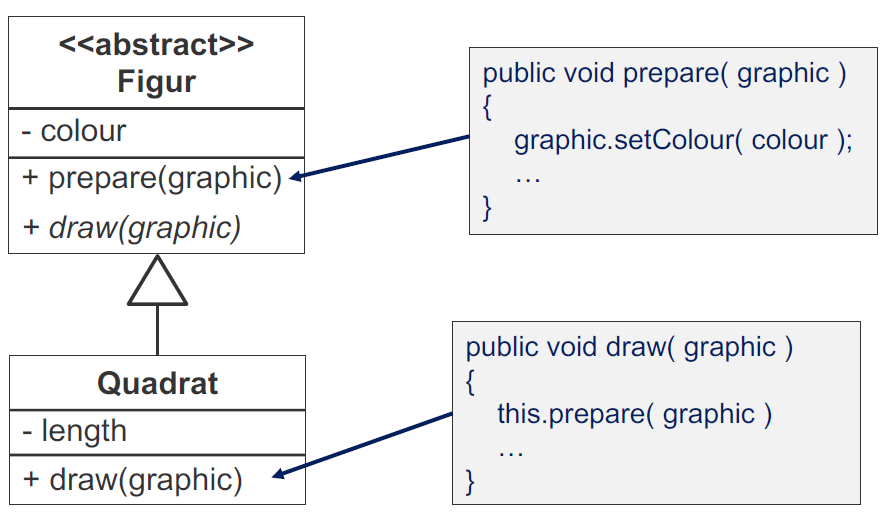 <<abstract>>
Figur
- colour
+ prepare(graphic)
+ draw(graphic)
public void prepare( graphic )
{
graphic.setColour( colour );
…
}
Quadrat
- length
+ draw(graphic)
public void draw( graphic )
{
this.prepare( graphic )
…
}